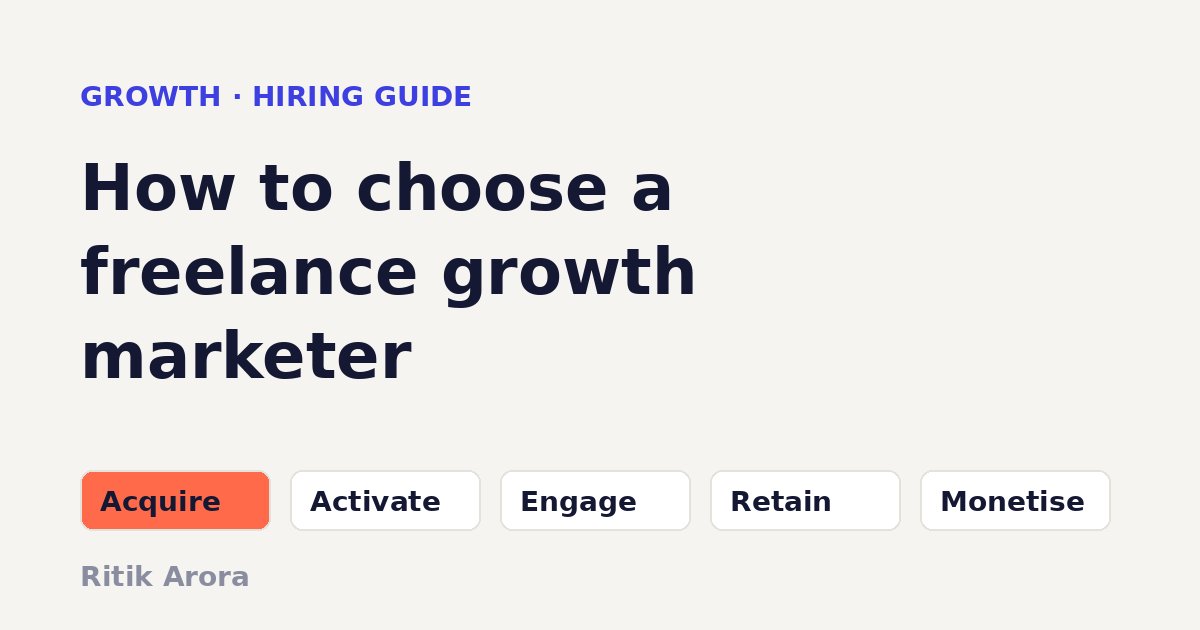 GROWTH · HIRING GUIDE
How to choose a
freelance growth
marketer
Acquire Activate Engage Retain Monetise
Ritik Arora